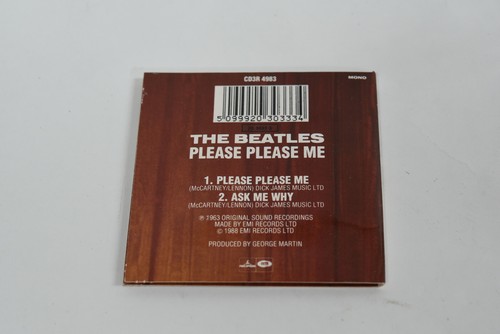 CD3R 4983
MONO
5099920 303334
THE BEATLES
PLEASE PLEASE ME
1. PLEASE PLEASE ME
(McCARTNEY/LENNON) DICK JAMES MUSIC LTD
2. ASK ME WHY
(McCARTNEY/LENNON) DICK JAMES MUSIC LTD
℗ 1963 ORIGINAL SOUND RECORDINGS
MADE BY EMI RECORDS LTD
© 1988 EMI RECORDS LTD
PRODUCED BY GEORGE MARTIN